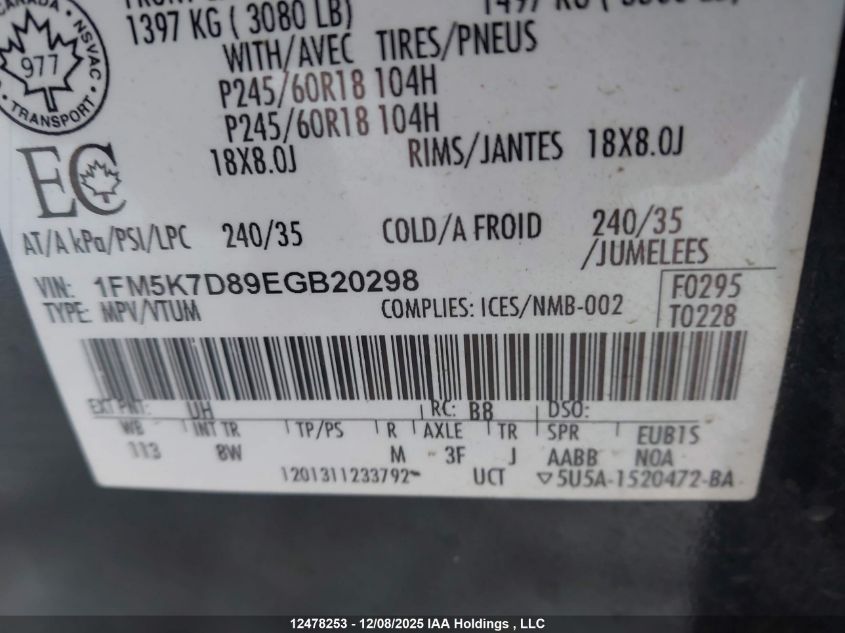 1397 KG ( 3080 LB)
WITH/AVEC TIRES/PNEUS
P245/60R18 104H
P245/60R18 104H
18X8.0J RIMS/JANTES 18X8.0J
CANADA NSVAC TRANSPORT
977
EC
AT/A kPa/PSI/LPC 240/35 COLD/A FROID 240/35
/JUMELEES
VIN: 1FM5K7D89EGB20298
TYPE: MPV/VTUM COMPLIES: ICES/NMB-002
F0295
T0228
EXT PNT: UH RC: B8 DSO:
WB INT TR TP/PS R AXLE TR SPR EUB1S
113 8W M 3F J AABB N0A
1201311233792 UCT ▽5U5A-1520472-BA
12478253 - 12/08/2025 IAA Holdings , LLC